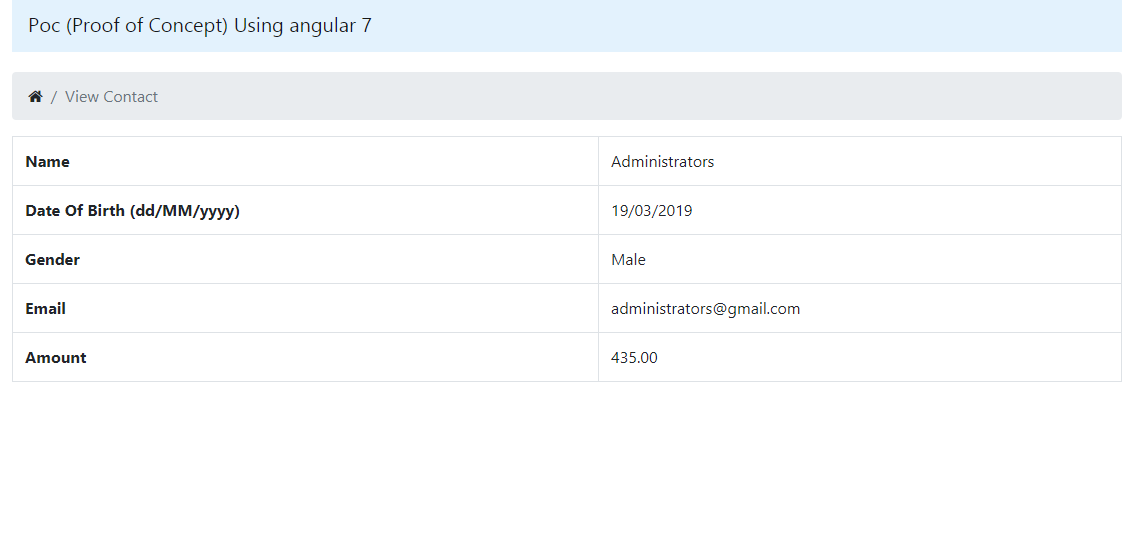 Poc (Proof of Concept) Using angular 7
/ View Contact
Name Administrators
Date Of Birth (dd/MM/yyyy) 19/03/2019
Gender Male
Email administrators@gmail.com
Amount 435.00